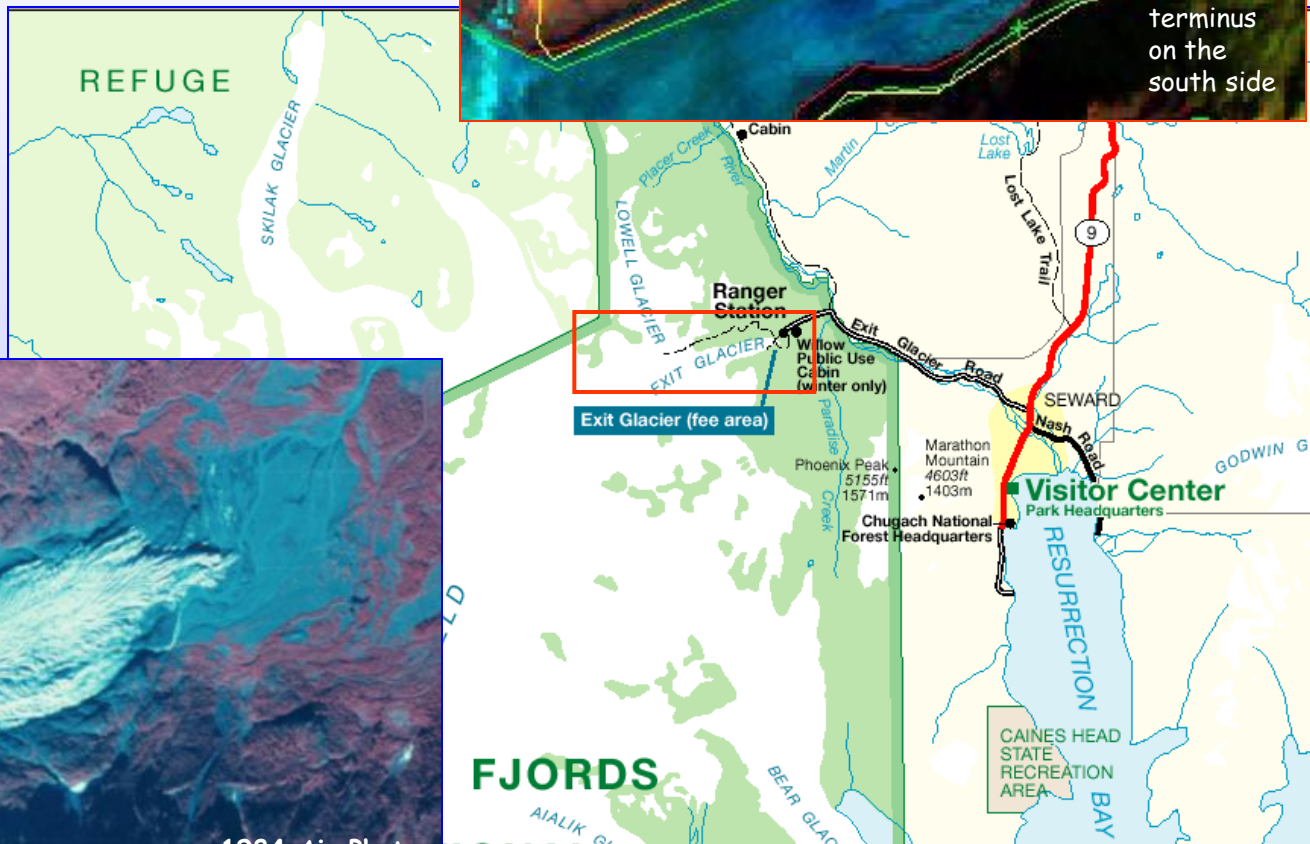 terminus
on the
south side
REFUGE
SKILAK GLACIER
Cabin
Placer Creek
River
Martin
Lost
Lake
Lost Lake Trail
9
LOWELL GLACIER
Ranger
Station
EXIT GLACIER
Willow
Public Use
Cabin
(winter only)
Exit Glacier Road
Exit Glacier (fee area)
SEWARD
Nash Road
Paradise
Creek
Phoenix Peak
5155ft
1571m
Marathon
Mountain
4603ft
1403m
GODWIN G
Visitor Center
Park Headquarters
Chugach National
Forest Headquarters
RESURRECTION
BAY
LD
FJORDS
CAINES HEAD
STATE
RECREATION
AREA
BEAR GLAC
AIALIK GL